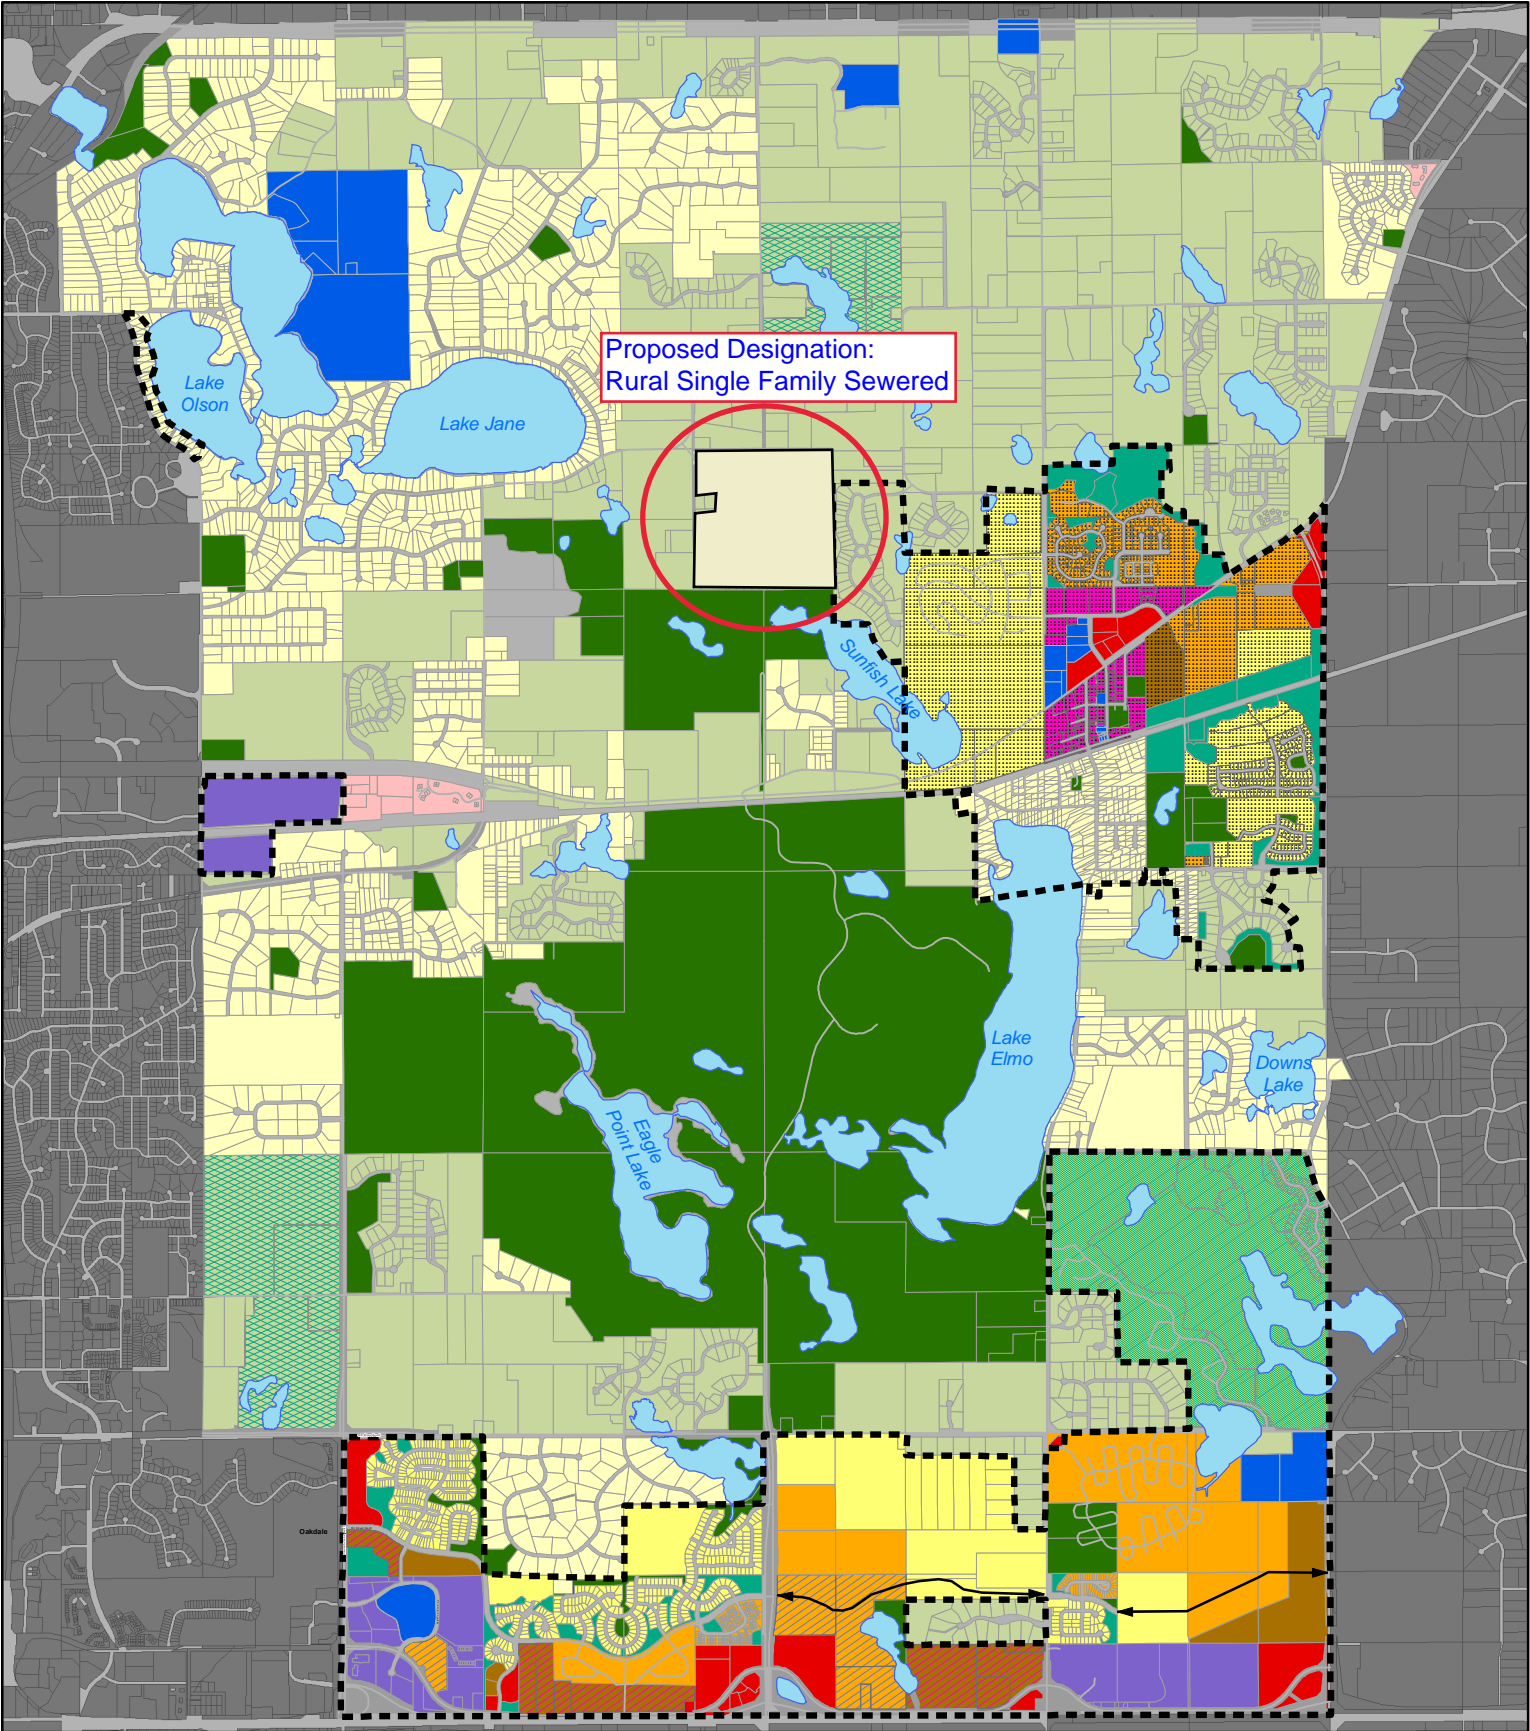 Proposed Designation:
Rural Single Family Sewered
Lake
Olson
Lake Jane
Sunfish Lake
Lake
Elmo
Downs
Lake
Eagle
Point Lake
Oakdale